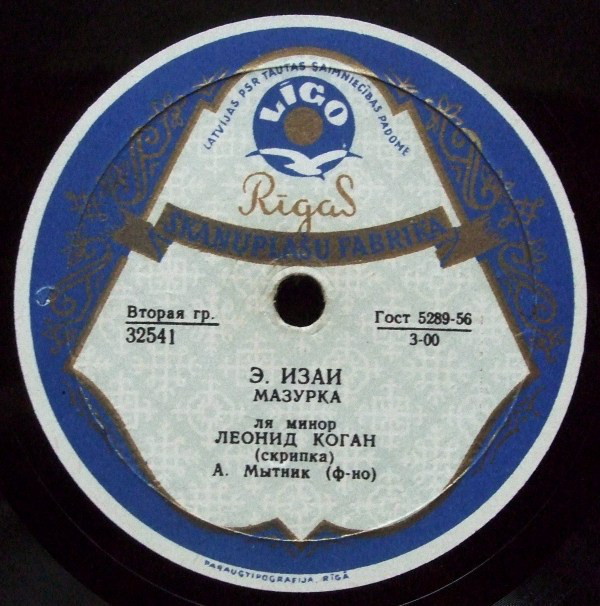 LATVIJAS PSR TAUTAS SAIMNIECĪBAS PADOME
LĪGO
Rīgas
SKAŅUPLAŠU FABRIKA
Вторая гр.
32541
Гост 5289-56
3-00
Э. ИЗАИ
МАЗУРКА
ля минор
ЛЕОНИД КОГАН
(скрипка)
А. Мытник (ф-но)
PARAUGTIPOGRAFIJA, RĪGĀ